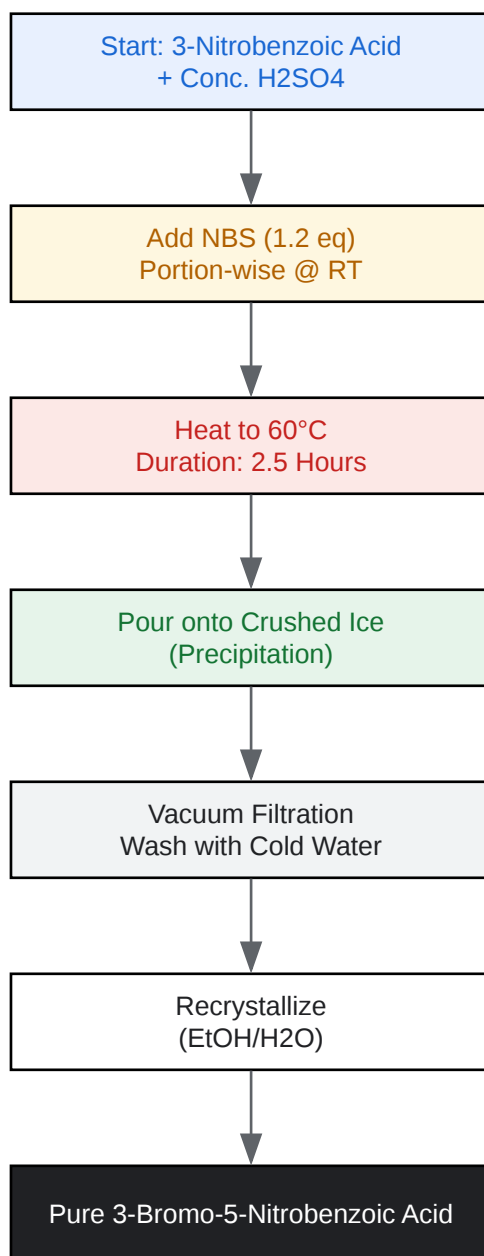 Start: 3-Nitrobenzoic Acid
+ Conc. H2SO4
Add NBS (1.2 eq)
Portion-wise @ RT
Heat to 60°C
Duration: 2.5 Hours
Pour onto Crushed Ice
(Precipitation)
Vacuum Filtration
Wash with Cold Water
Recrystallize
(EtOH/H2O)
Pure 3-Bromo-5-Nitrobenzoic Acid